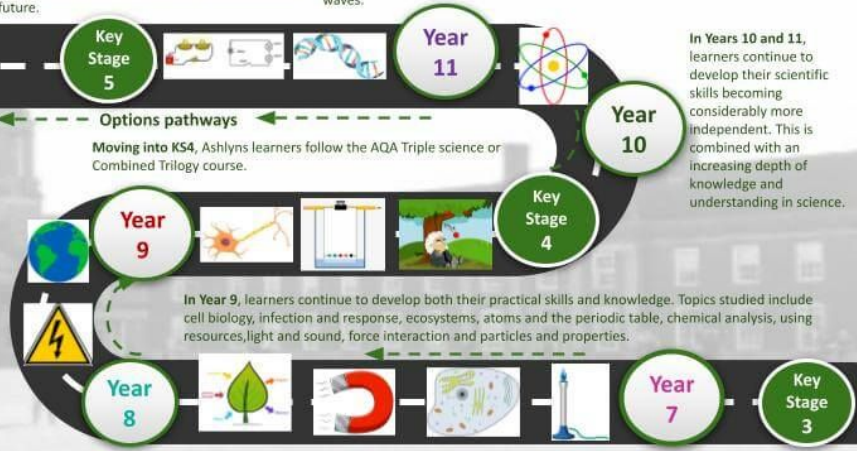 future.
waves.
Key
Stage
5
Year
11
In Years 10 and 11,
learners continue to
develop their scientific
skills becoming
considerably more
independent. This is
combined with an
increasing depth of
knowledge and
understanding in science.
Year
10
Options pathways
Moving into KS4, Ashlyns learners follow the AQA Triple science or
Combined Trilogy course.
Key
Stage
4
Year
9
In Year 9, learners continue to develop both their practical skills and knowledge. Topics studied include
cell biology, infection and response, ecosystems, atoms and the periodic table, chemical analysis, using
resources,light and sound, force interaction and particles and properties.
Year
8
Year
7
Key
Stage
3